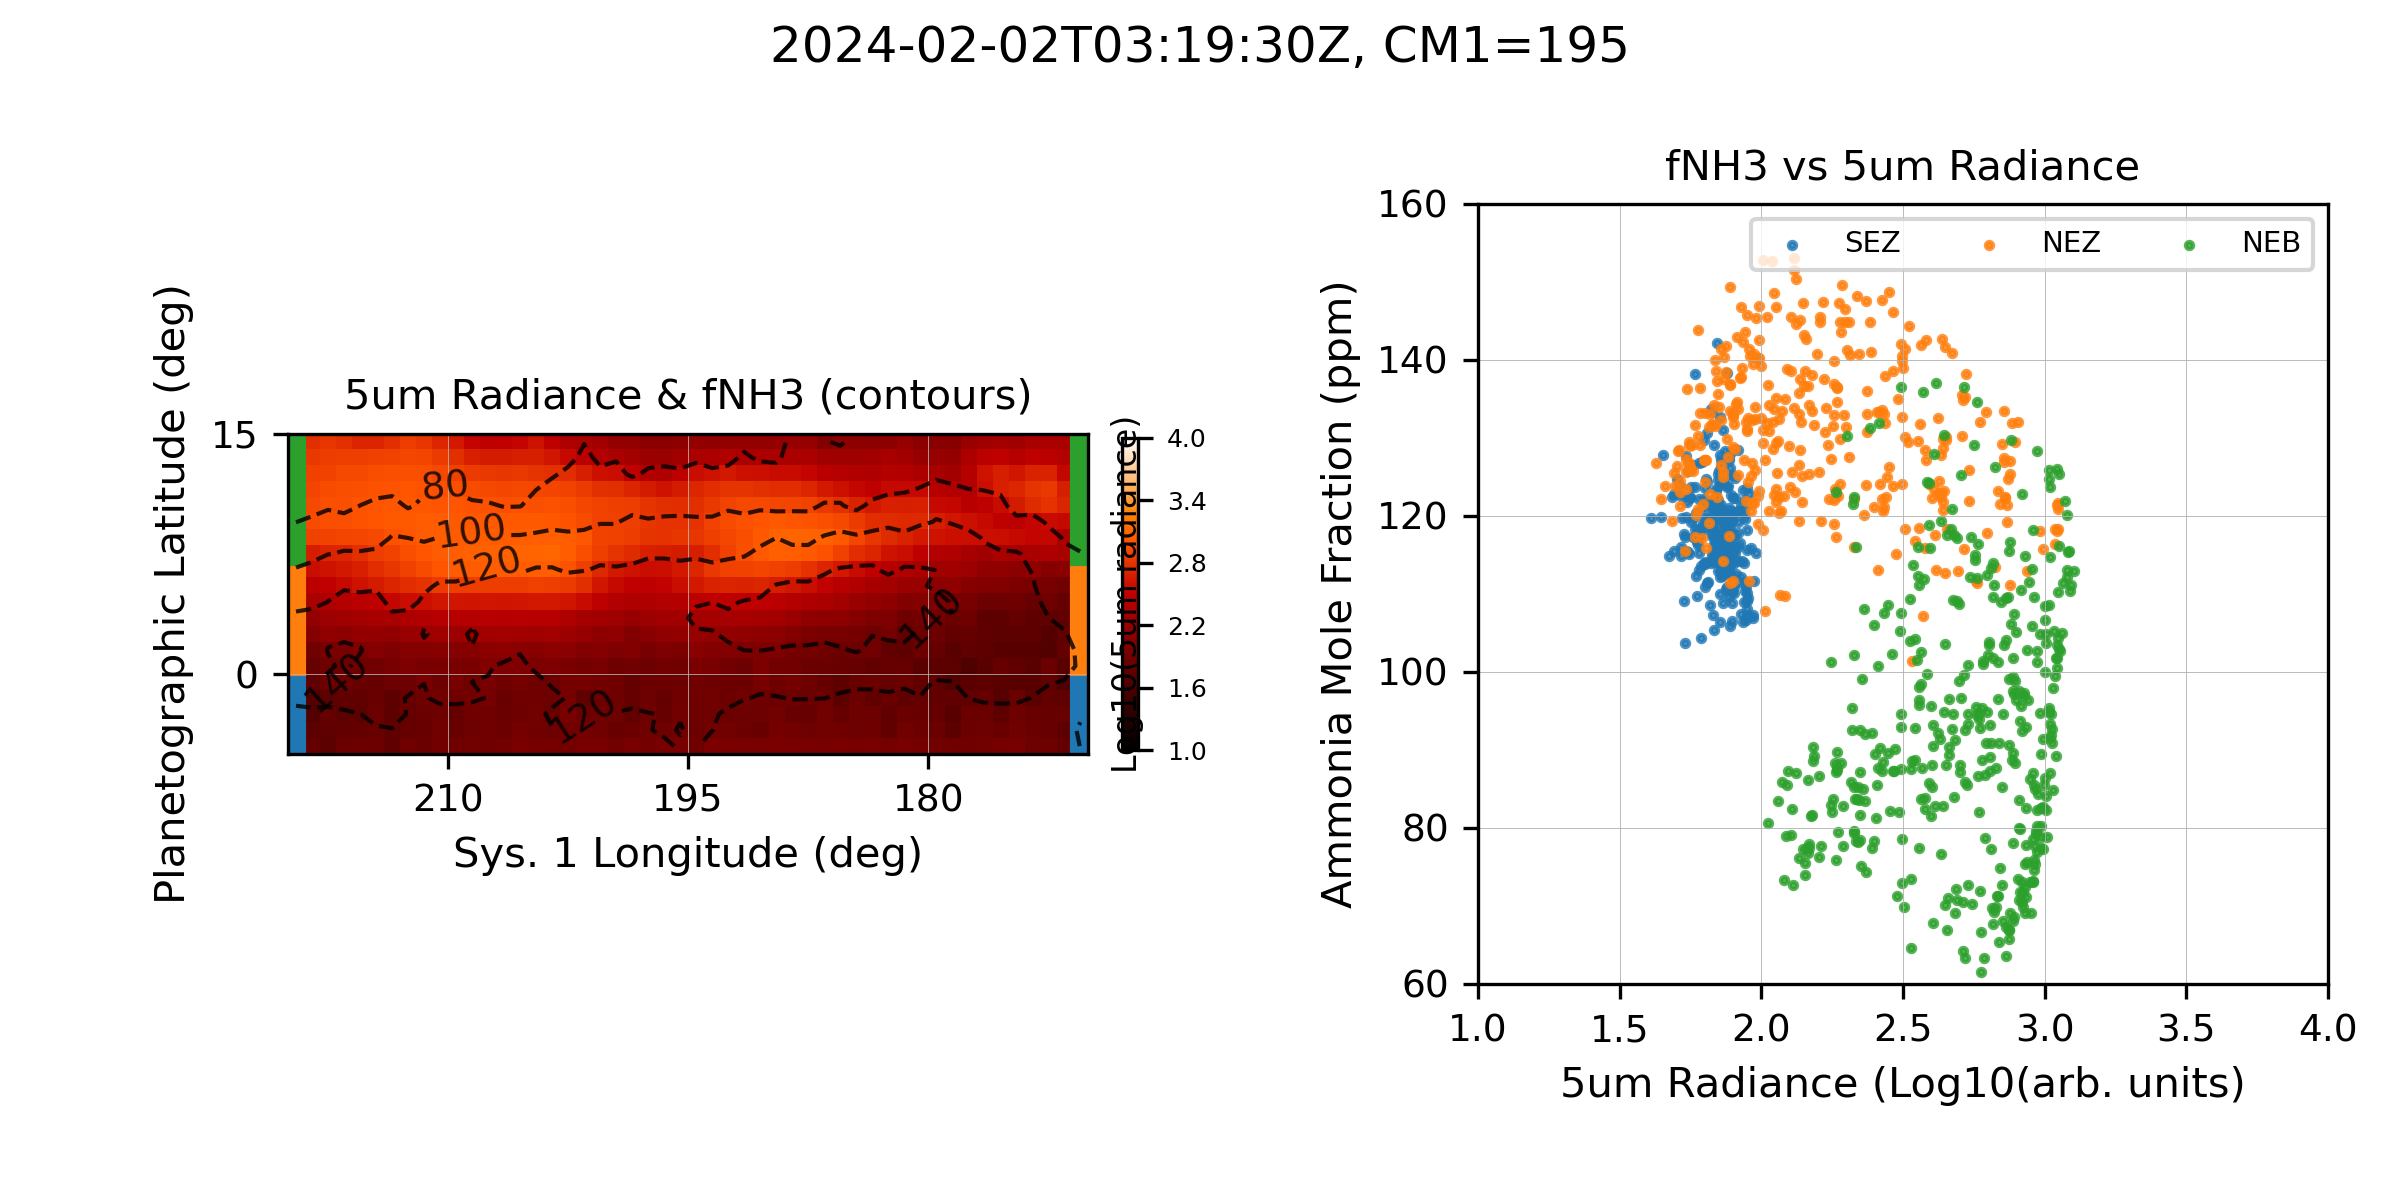 2024-02-02T03:19:30Z, CM1=195
5um Radiance & fNH3 (contours)
Planetographic Latitude (deg)
15
0
80
100
120
140
140
120
210
195
180
Sys. 1 Longitude (deg)
Log10(5um radiance)
4.0
3.4
2.8
2.2
1.6
1.0
fNH3 vs 5um Radiance
SEZ
NEZ
NEB
Ammonia Mole Fraction (ppm)
160
140
120
100
80
60
1.0
1.5
2.0
2.5
3.0
3.5
4.0
5um Radiance (Log10(arb. units)